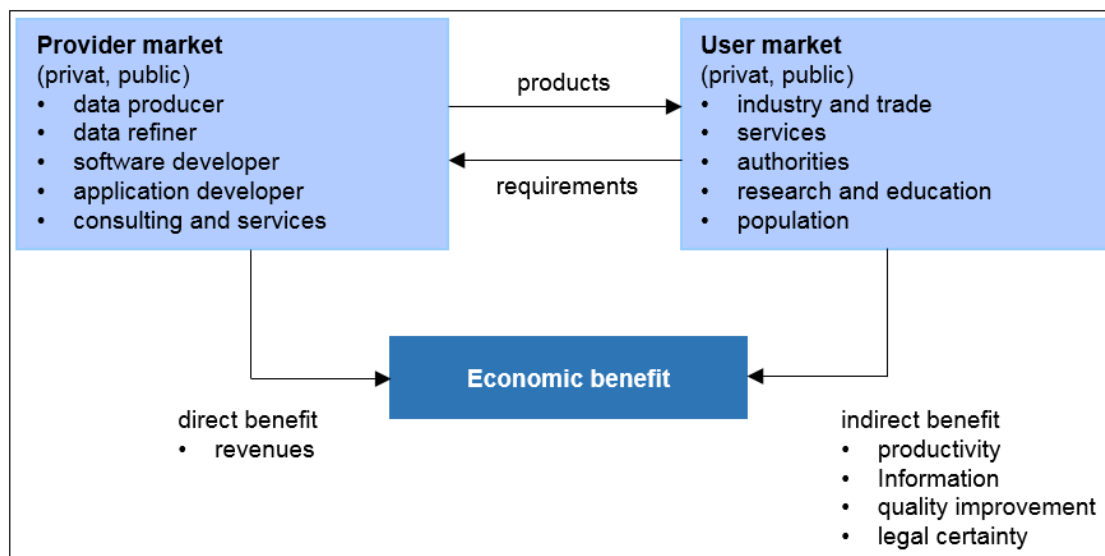 Provider market
(privat, public)
• data producer
• data refiner
• software developer
• application developer
• consulting and services
products
requirements
User market
(privat, public)
• industry and trade
• services
• authorities
• research and education
• population
Economic benefit
direct benefit
• revenues
indirect benefit
• productivity
• Information
• quality improvement
• legal certainty